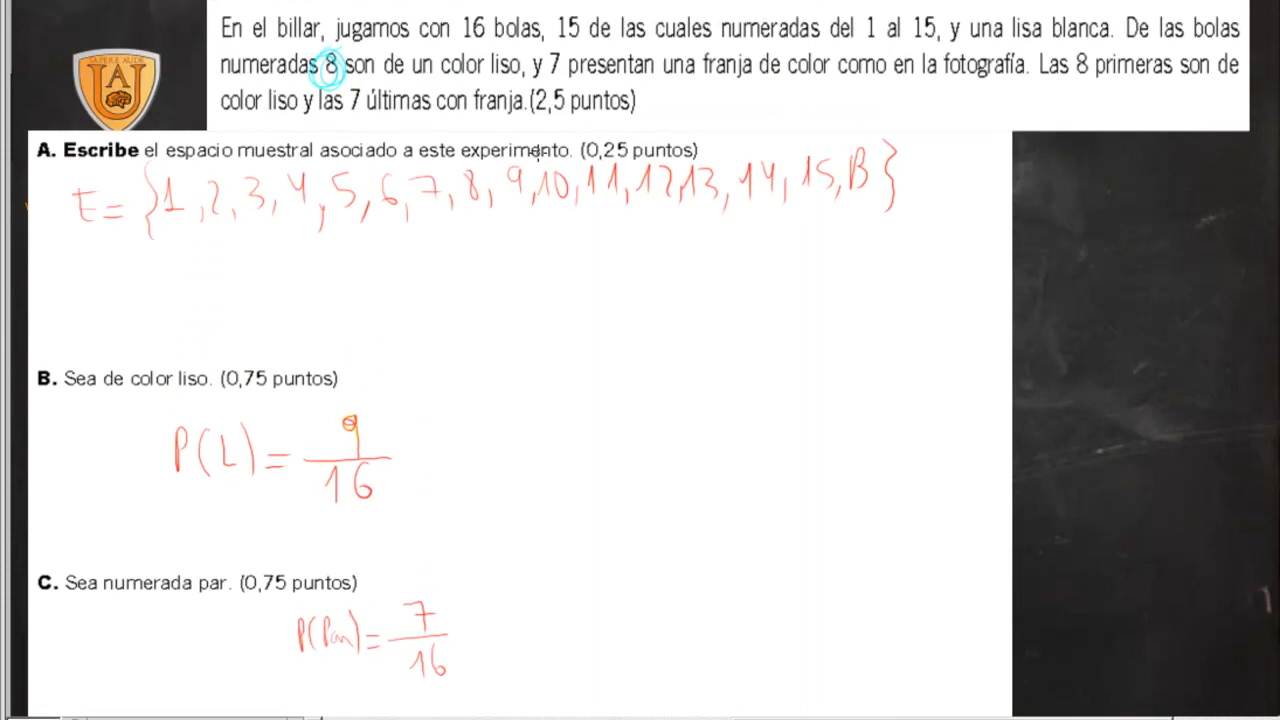 En el billar, jugamos con 16 bolas, 15 de las cuales numeradas del 1 al 15, y una lisa blanca. De las bolas
numeradas 8 son de un color liso, y 7 presentan una franja de color como en la fotografía. Las 8 primeras son de
color liso y las 7 últimas con franja.(2,5 puntos)
SAPERE AUDE
UA
A. Escribe el espacio muestral asociado a este experimento. (0,25 puntos)
E = {1, 2, 3, 4, 5, 6, 7, 8, 9, 10, 11, 12, 13, 14, 15, B}
B. Sea de color liso. (0,75 puntos)
P(L) = 9
16
C. Sea numerada par. (0,75 puntos)
P(Par) = 7
16